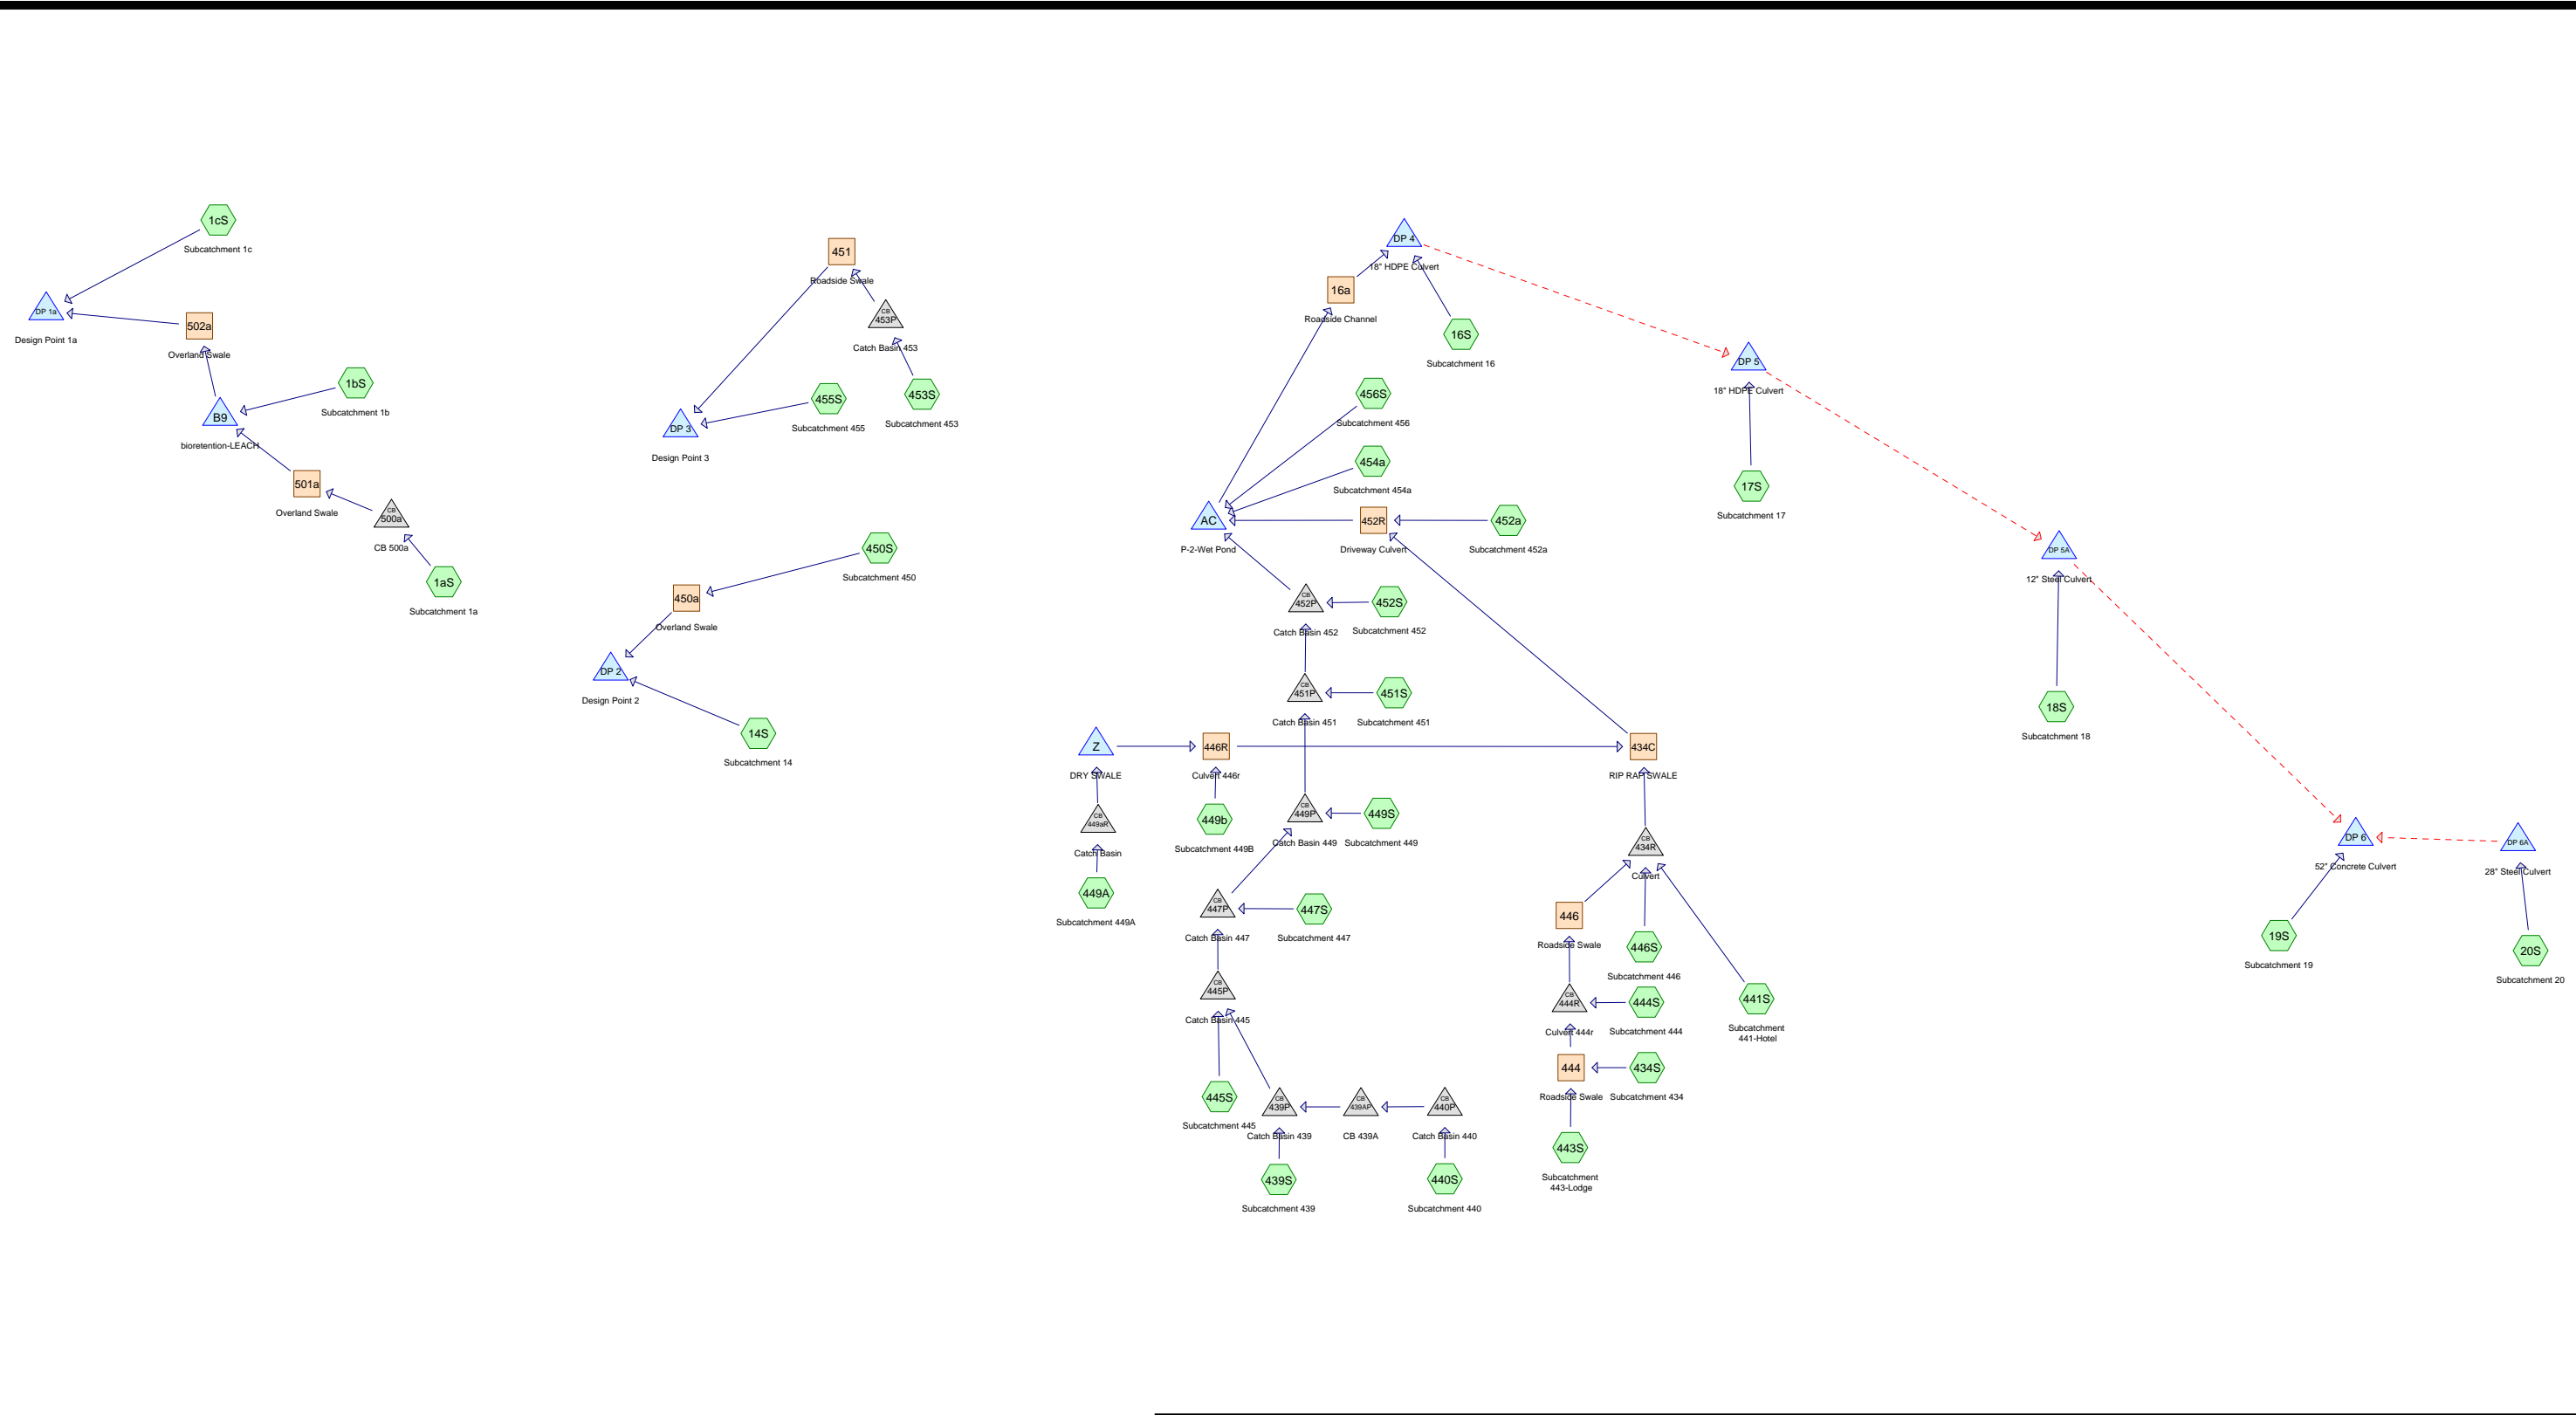 1cS
Subcatchment 1c
DP 1a
Design Point 1a
502a
Overland Swale
1bS
Subcatchment 1b
B9
bioretention-LEACH
501a
Overland Swale
CB
500a
CB 500a
1aS
Subcatchment 1a
451
Roadside Swale
CB
453P
Catch Basin 453
455S
Subcatchment 455
453S
Subcatchment 453
DP 3
Design Point 3
450S
Subcatchment 450
450a
Overland Swale
DP 2
Design Point 2
14S
Subcatchment 14
DP 4
18" HDPE Culvert
16a
Roadside Channel
16S
Subcatchment 16
456S
Subcatchment 456
454a
Subcatchment 454a
AC
P-2-Wet Pond
452R
Driveway Culvert
452a
Subcatchment 452a
CB
452P
Catch Basin 452
452S
Subcatchment 452
CB
451P
Catch Basin 451
451S
Subcatchment 451
Z
DRY SWALE
446R
Culvert 446r
434C
RIP RAP SWALE
CB
449aR
Catch Basin
449b
Subcatchment 449B
CB
449P
Catch Basin 449
449S
Subcatchment 449
449A
Subcatchment 449A
CB
434R
Culvert
CB
447P
Catch Basin 447
447S
Subcatchment 447
446
Roadside Swale
446S
Subcatchment 446
CB
445P
Catch Basin 445
CB
444R
Culvert 444r
444S
Subcatchment 444
441S
Subcatchment
441-Hotel
444
Roadside Swale
434S
Subcatchment 434
445S
Subcatchment 445
CB
439P
Catch Basin 439
CB
439AP
CB 439A
CB
440P
Catch Basin 440
443S
Subcatchment
443-Lodge
439S
Subcatchment 439
440S
Subcatchment 440
DP 5
18" HDPE Culvert
17S
Subcatchment 17
DP 5A
12" Steel Culvert
18S
Subcatchment 18
DP 6
52" Concrete Culvert
DP 6A
28" Steel Culvert
19S
Subcatchment 19
20S
Subcatchment 20